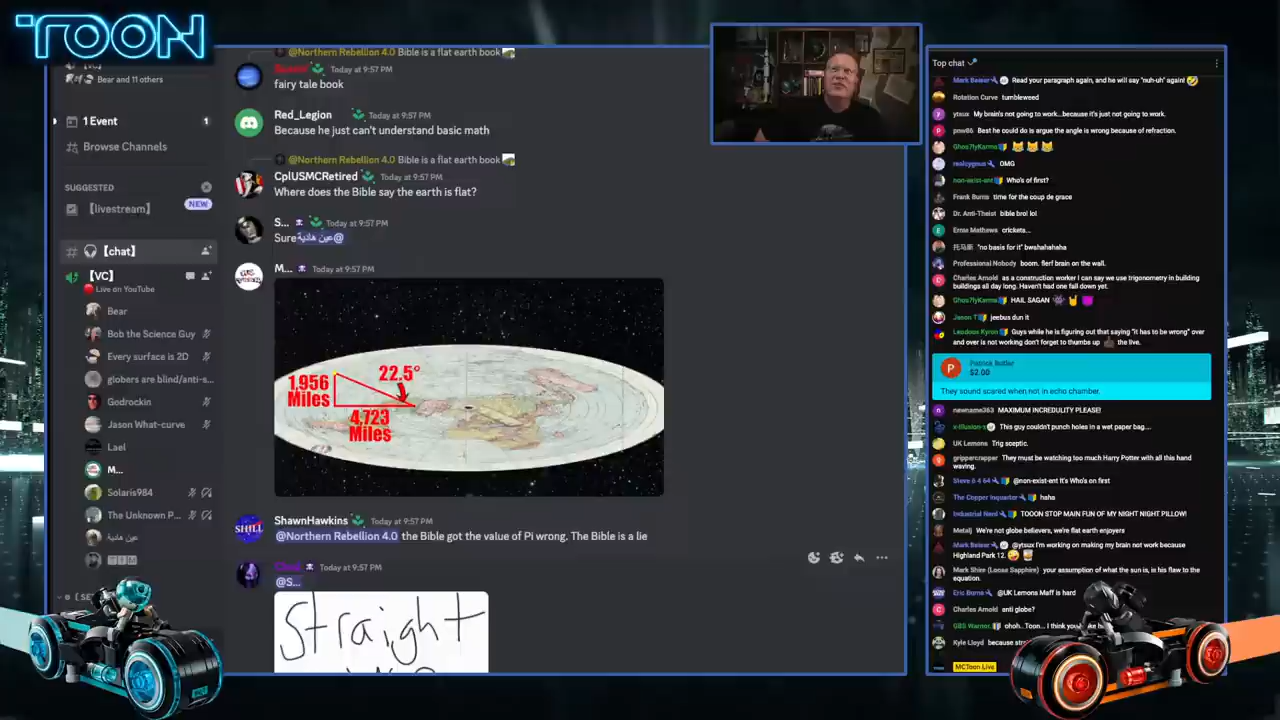 TOON
Bear and 11 others
1 Event
1
Browse Channels
SUGGESTED
[livestream]
NEW
[chat]
[VC]
Live on YouTube
Bear
Bob the Science Guy
Every surface is 2D
globers are blind/anti-s...
Godrockin
Jason What-curve
Lael
M...
Solaris984
The Unknown P...
عين هادية
@Northern Rebellion 4.0 Bible is a flat earth book
Today at 9:57 PM
fairy tale book
Red_Legion Today at 9:57 PM
Because he just can't understand basic math
@Northern Rebellion 4.0 Bible is a flat earth book
CplUSMCRetired Today at 9:57 PM
Where does the Bible say the earth is flat?
S... Today at 9:57 PM
Sure @عين هادية
M... Today at 9:57 PM
1,956
Miles
22.5°
4,723
Miles
ShawnHawkins Today at 9:57 PM
SHILL
@Northern Rebellion 4.0 the Bible got the value of Pi wrong. The Bible is a lie
Today at 9:57 PM
@S...
Straight
Top chat
Mark Beiser Read your paragraph again, and he will say "nuh-uh" again!
Rotation Curve tumbleweed
ytsux My brain's not going to work...because it's just not going to work.
pnw86 Best he could do is argue the angle is wrong because of refraction.
Ghos7lyKarma
realcygnus OMG
non-exist-ent Who's of first?
Frank Burns time for the coup de grace
Dr. Anti-Theist bible bro! lol
Ernie Mathews crickets...
"no basis for it" bwahahahaha
Professional Nobody boom. flerf brain on the wall.
Charles Arnold as a construction worker I can say we use trigonometry in building
buildings all day long. Haven't had one fall down yet.
Ghos7lyKarma HAIL SAGAN
Jason T jeebus dun it
Leadoux Kyron Guys while he is figuring out that saying "it has to be wrong" over
and over is not working don't forget to thumbs up the live.
P
Patrick Butler
$2.00
They sound scared when not in echo chamber.
newname363 MAXIMUM INCREDULITY PLEASE!
x-Illusion-x This guy couldn't punch holes in a wet paper bag....
UK Lemons Trig sceptic.
grippercrapper They must be watching too much Harry Potter with all this hand
waving.
Steve 6 4 64 @non-exist-ent It's Who's on first
The Copper Inquarter haha
Industrial Nerd TOOON STOP MAIN FUN OF MY NIGHT NIGHT PILLOW!
Metalj We're not globe believers, we're flat earth enjoyers
Mark Beiser @ytsux I'm working on making my brain not work because
Highland Park 12.
Mark Shire (Loose Sapphire) your assumption of what the sun is, is his flaw to the
equation.
Eric Borne @UK Lemons Maff is hard
Charles Arnold anti globe?
GBS Warrior. ohoh...Toon... I think you
Kyle Lloyd because
MCToon Live